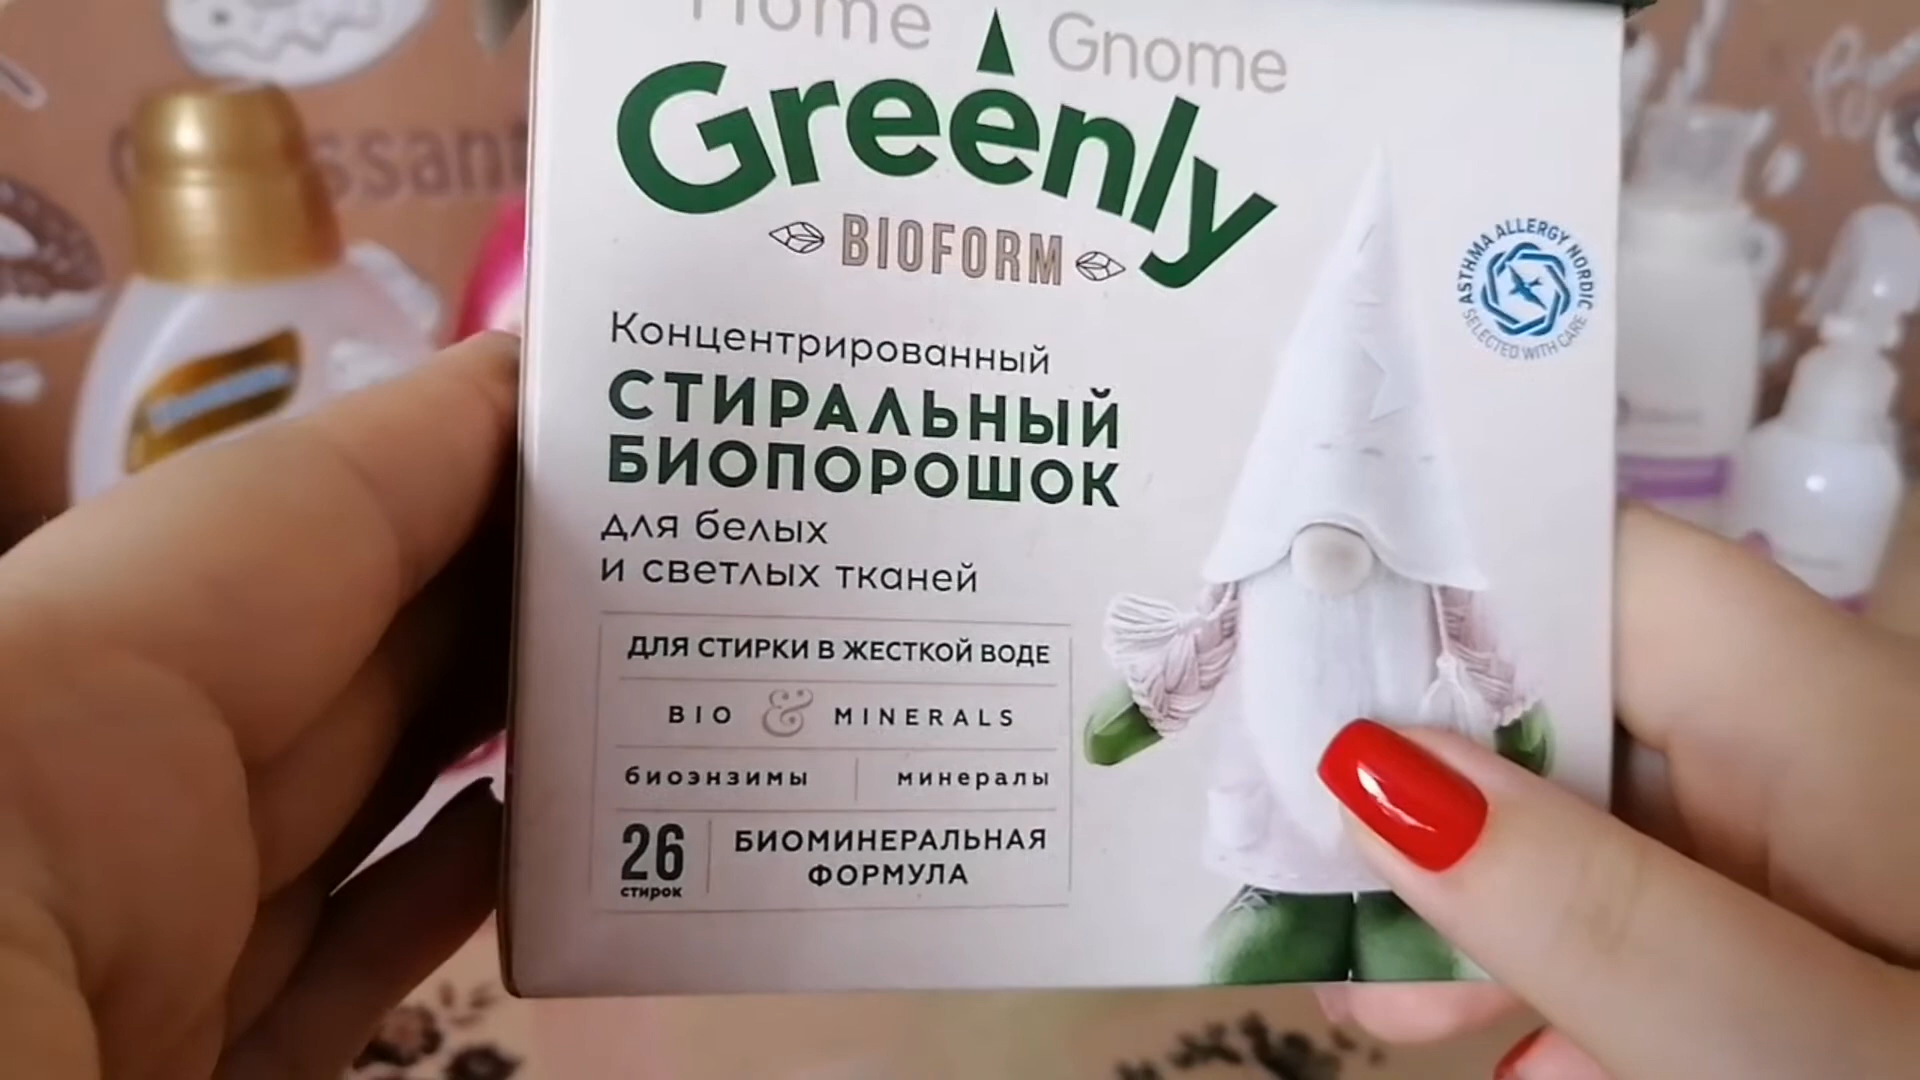 Home Gnome
Greenly
BIOFORM
ASTHMA ALLERGY NORDIC
SELECTED WITH CARE
Концентрированный
СТИРАЛЬНЫЙ
БИОПОРОШОК
для белых
и светлых тканей
ДЛЯ СТИРКИ В ЖЕСТКОЙ ВОДЕ
BIO & MINERALS
биоэнзимы минералы
26
стирок
БИОМИНЕРАЛЬНАЯ
ФОРМУЛА